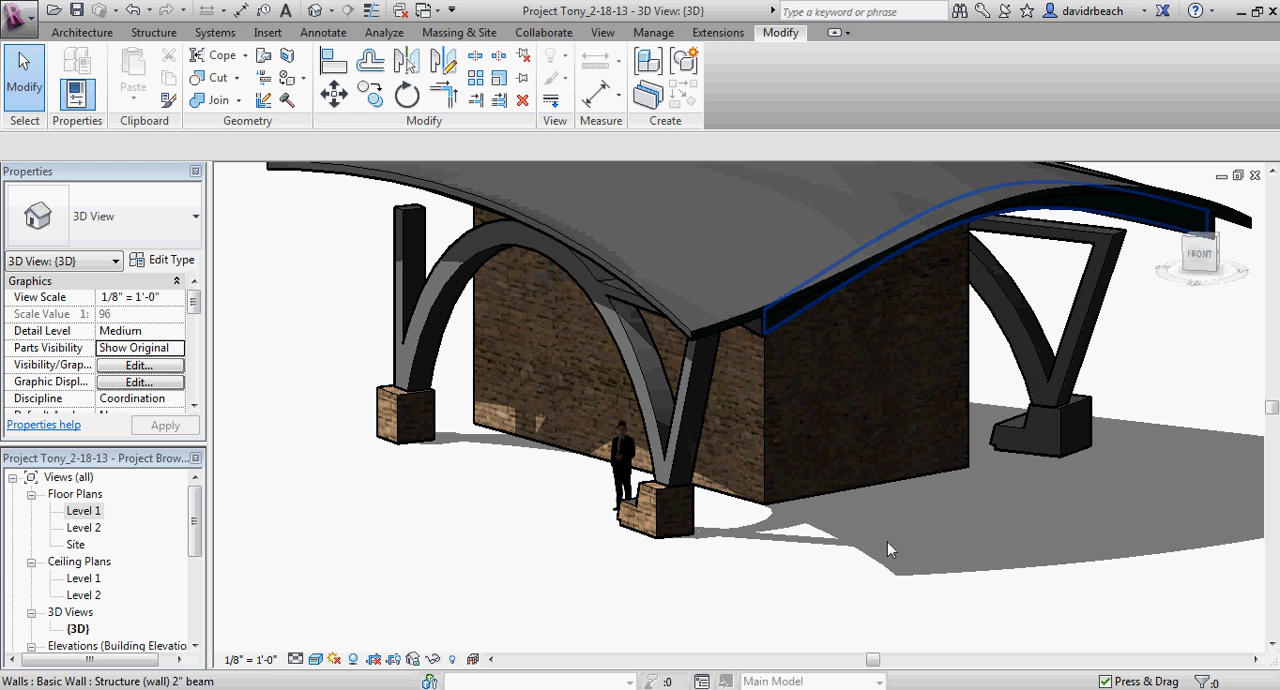 Project Tony_2-18-13 - 3D View: {3D}
Type a keyword or phrase
davidrbeach
Architecture Structure Systems Insert Annotate Analyze Massing & Site Collaborate View Manage Extensions Modify
Modify
Paste
Cope
Cut
Join
Select Properties Clipboard Geometry Modify View Measure Create
Properties
3D View
3D View: {3D} Edit Type
Graphics
View Scale 1/8" = 1'-0"
Scale Value 1: 96
Detail Level Medium
Parts Visibility Show Original
Visibility/Grap... Edit...
Graphic Displ... Edit...
Discipline Coordination
Properties help Apply
Project Tony_2-18-13 - Project Brow...
Views (all)
Floor Plans
Level 1
Level 2
Site
Ceiling Plans
Level 1
Level 2
3D Views
{3D}
Elevations (Building Elevatio
FRONT
1/8" = 1'-0"
Walls : Basic Wall : Structure (wall) 2" beam
:0
Main Model
Press & Drag
:0